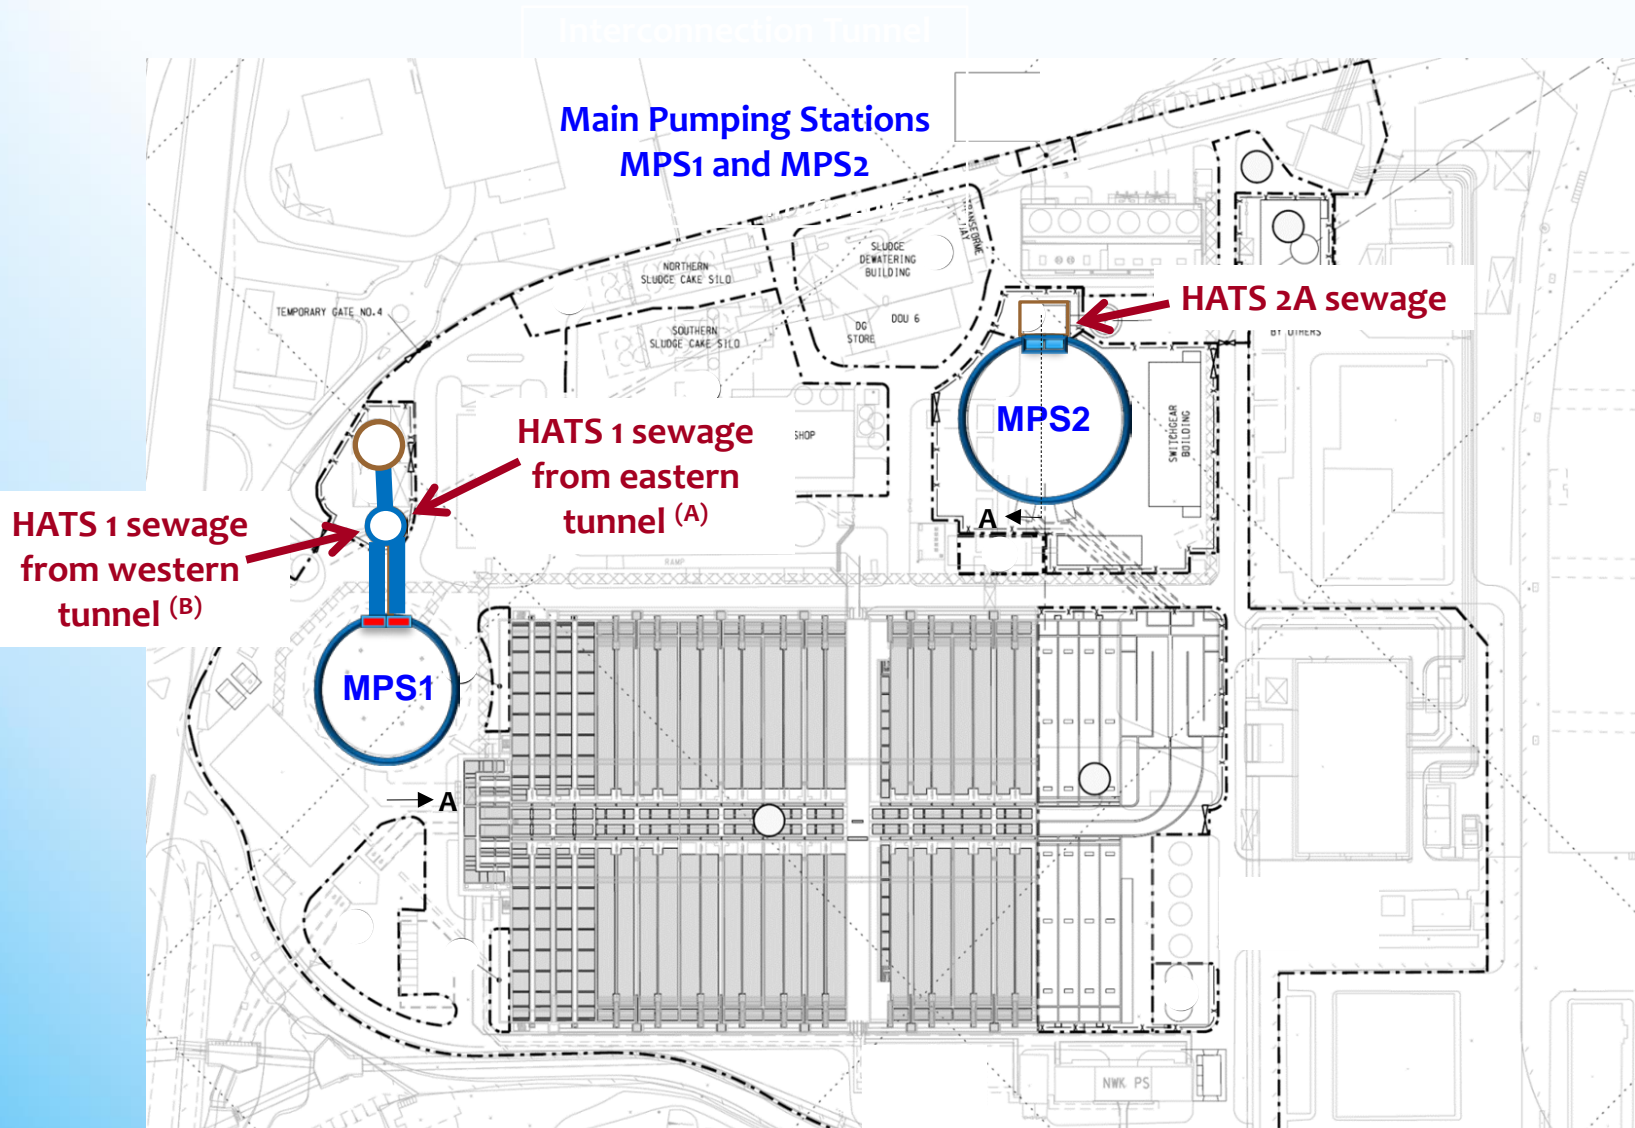 Interconnection Tunnel
Main Pumping Stations
MPS1 and MPS2
TRANSFORMER
BAY
SLUDGE
DEWATERING
BUILDING
NORTHERN
SLUDGE CAKE SILO
HATS 2A sewage
TEMPORARY GATE NO.4
DDU 6
DG
STORE
SOUTHERN
SLUDGE CAKE SILO
BY OTHERS
MPS2
SWITCHGEAR
BUILDING
HATS 1 sewage
from eastern
tunnel (A)
SHOP
HATS 1 sewage
from western
tunnel (B)
A
RAMP
MPS1
A
NWK PS